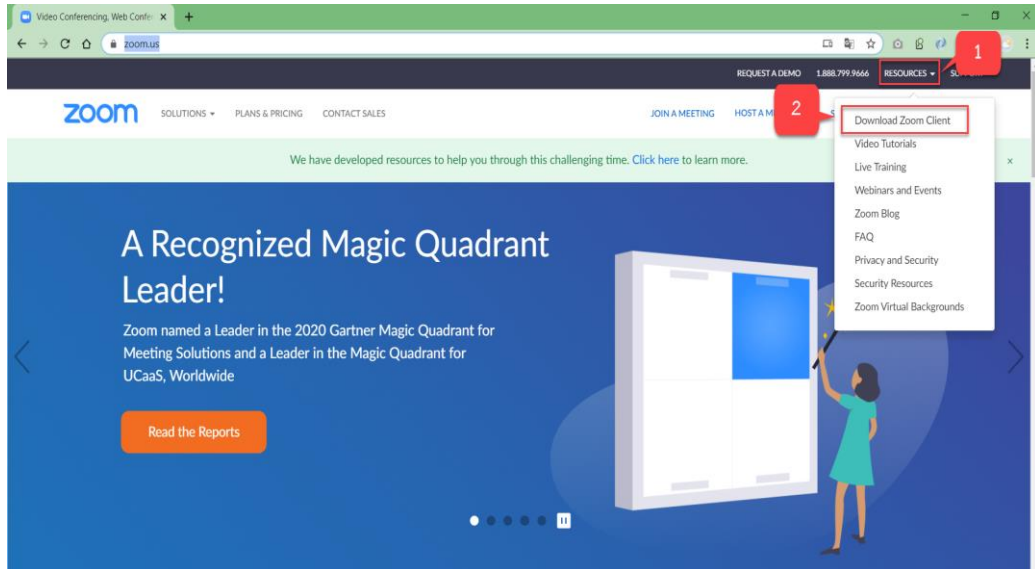 Video Conferencing, Web Confe
zoom.us
1
REQUEST A DEMO 1.888.799.9666 RESOURCES
zoom SOLUTIONS PLANS & PRICING CONTACT SALES JOIN A MEETING HOST A M
2
Download Zoom Client
Video Tutorials
Live Training
Webinars and Events
Zoom Blog
FAQ
Privacy and Security
Security Resources
Zoom Virtual Backgrounds
We have developed resources to help you through this challenging time. Click here to learn more.
A Recognized Magic Quadrant
Leader!
Zoom named a Leader in the 2020 Gartner Magic Quadrant for
Meeting Solutions and a Leader in the Magic Quadrant for
UCaaS, Worldwide
Read the Reports